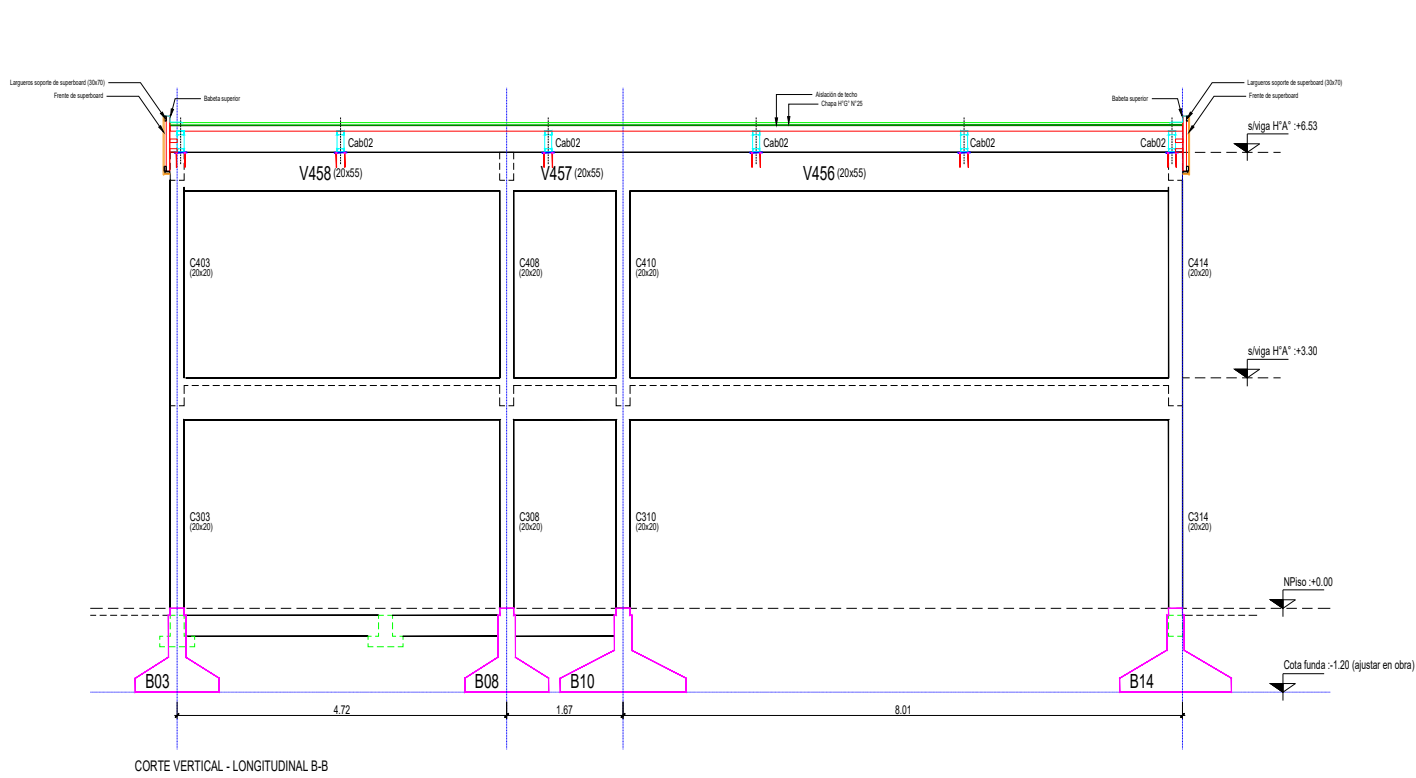 Largueros soporte de superboard (30x70)
Frente de superboard
Babeta superior
Aislación de techo
Chapa H°G° N°25
Babeta superior
Largueros soporte de superboard (30x70)
Frente de superboard
s/viga H°A° :+6.53
Cab02
Cab02
Cab02
Cab02
Cab02
V458 (20x55)
V457 (20x55)
V456 (20x55)
C403
(20x20)
C408
(20x20)
C410
(20x20)
C414
(20x20)
s/viga H°A° :+3.30
C303
(20x20)
C308
(20x20)
C310
(20x20)
C314
(20x20)
NPiso :+0.00
Cota funda :-1.20 (ajustar en obra)
B03
B08
B10
B14
4.72
1.67
8.01
CORTE VERTICAL - LONGITUDINAL B-B